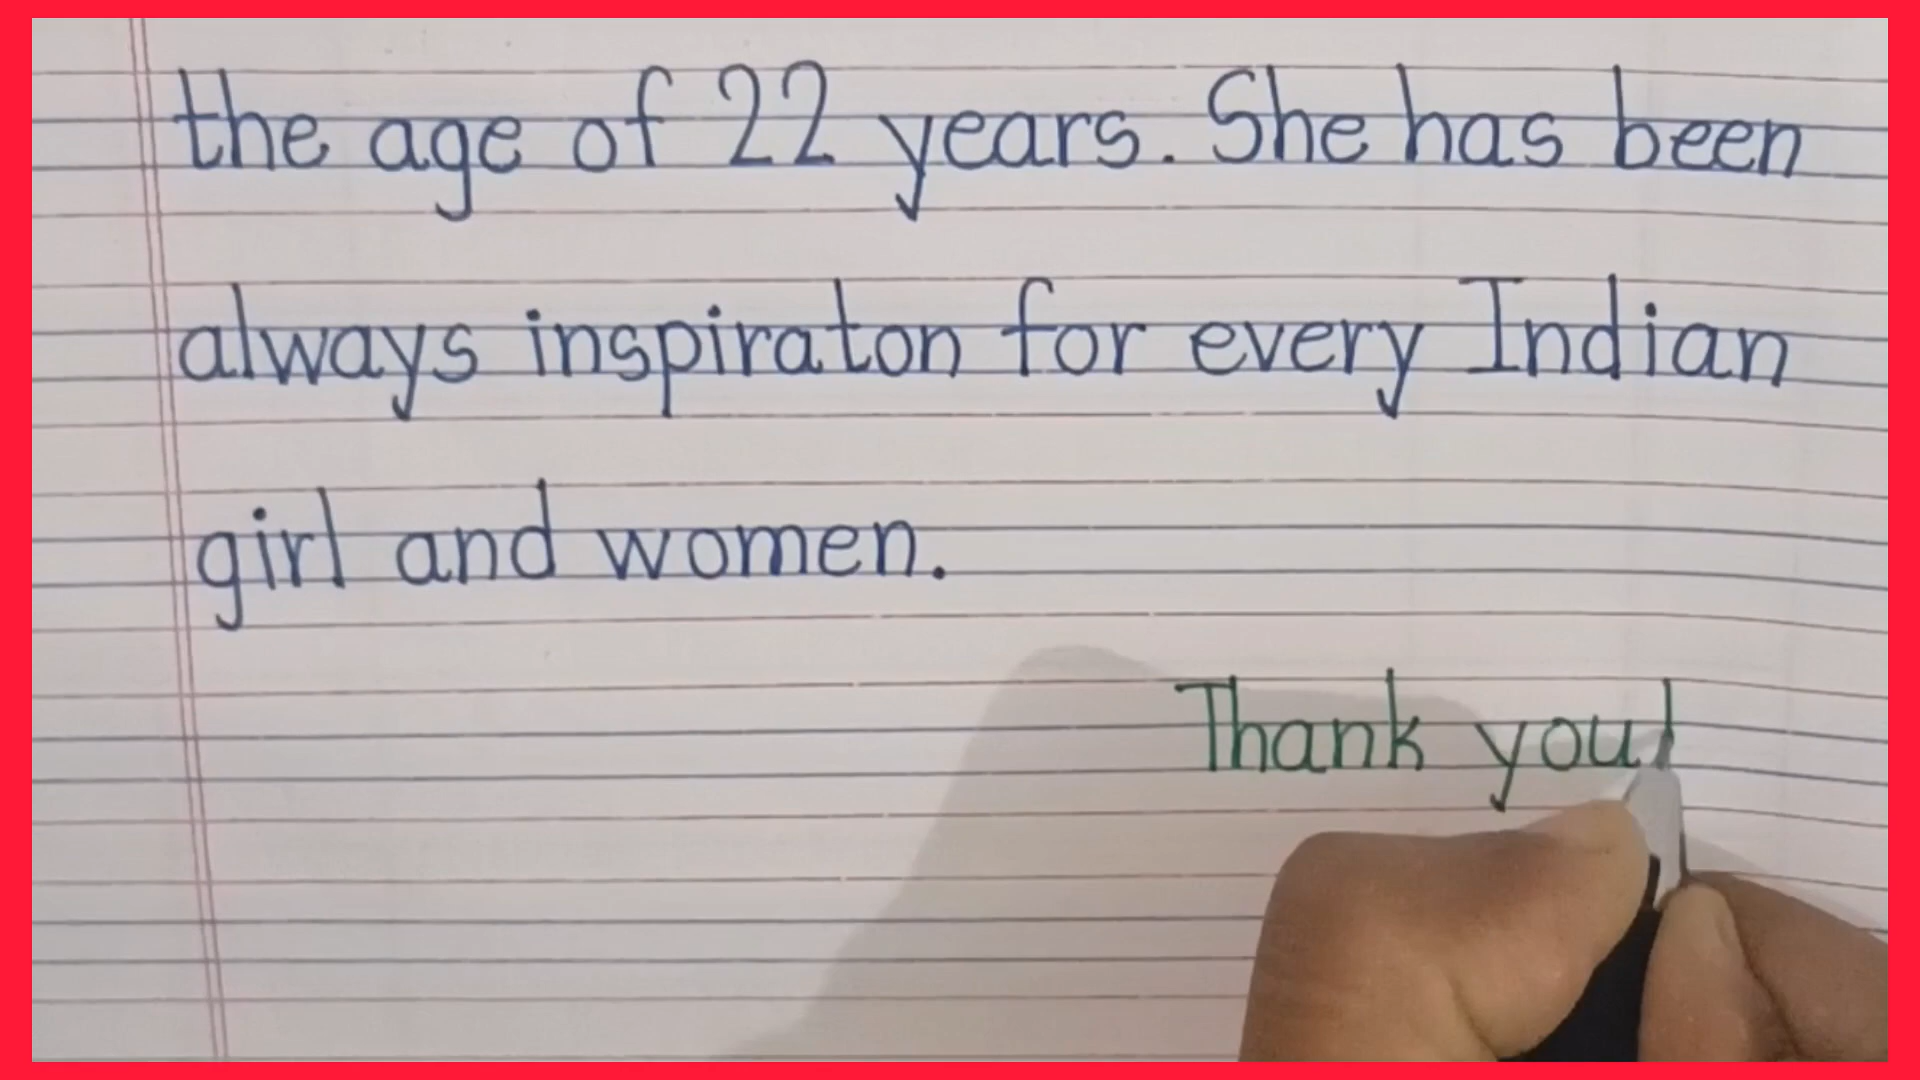 the age of 22 years. She has been
always inspiraton for every Indian
girl and women.
Thank you!